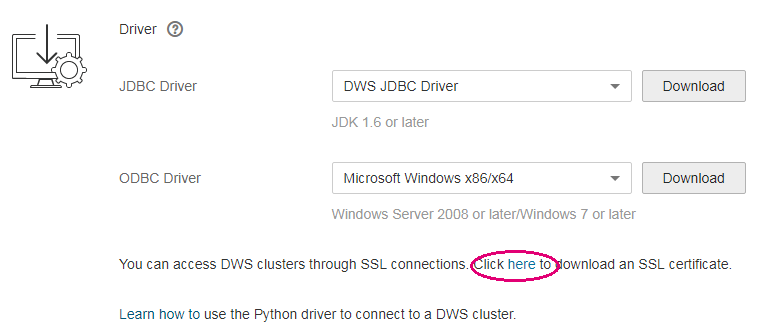 Driver ?
JDBC Driver DWS JDBC Driver Download
JDK 1.6 or later
ODBC Driver Microsoft Windows x86/x64 Download
Windows Server 2008 or later/Windows 7 or later
You can access DWS clusters through SSL connections. Click here to download an SSL certificate.
Learn how to use the Python driver to connect to a DWS cluster.